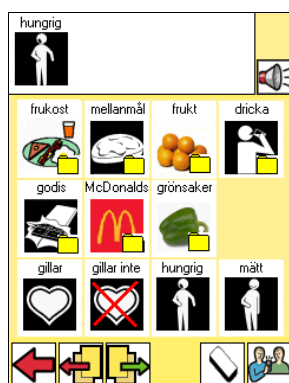 hungrig
frukost mellanmål frukt dricka
godis McDonalds grönsaker
gillar gillar inte hungrig mätt